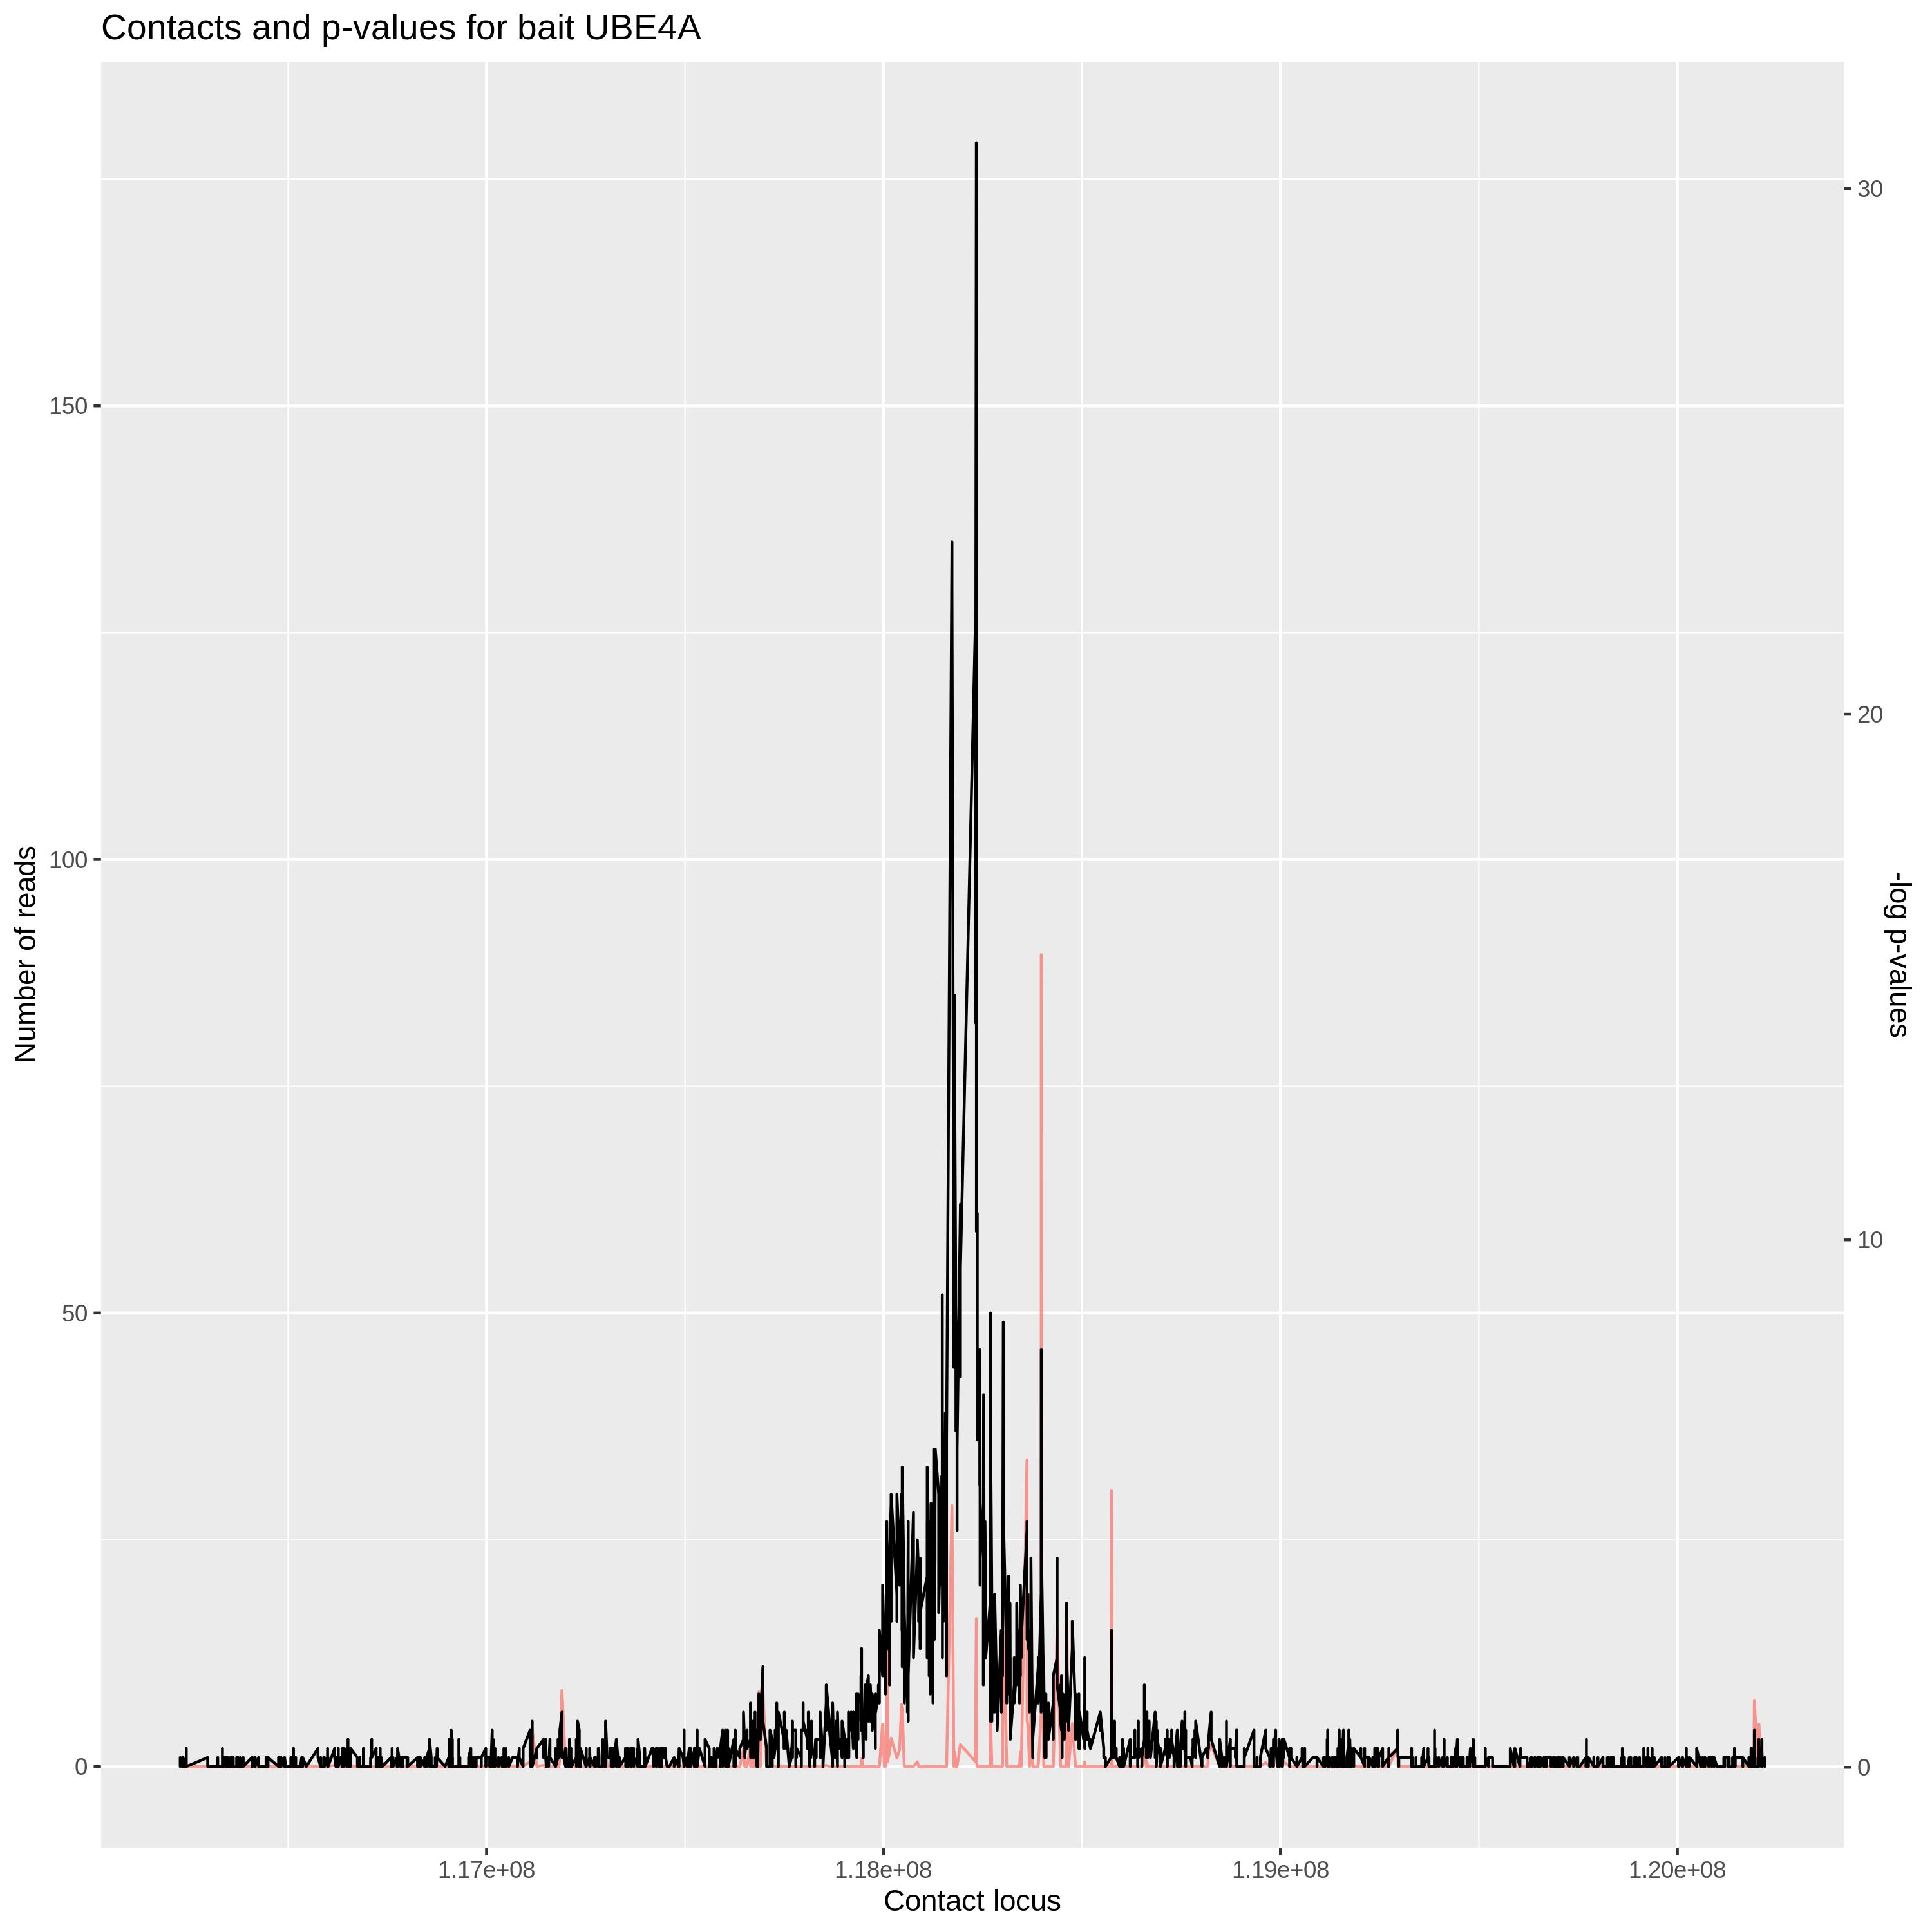 Contacts and p-values for bait UBE4A
Number of reads
150
100
50
0
30
20
10
0
-log p-values
1.17e+08 1.18e+08 1.19e+08 1.20e+08
Contact locus